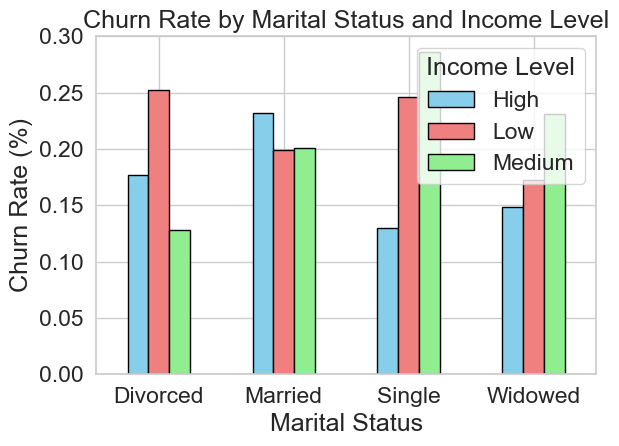 Churn Rate by Marital Status and Income Level
Churn Rate (%)
0.30
0.25
0.20
0.15
0.10
0.05
0.00
Income Level
High
Low
Medium
Divorced
Married
Single
Widowed
Marital Status